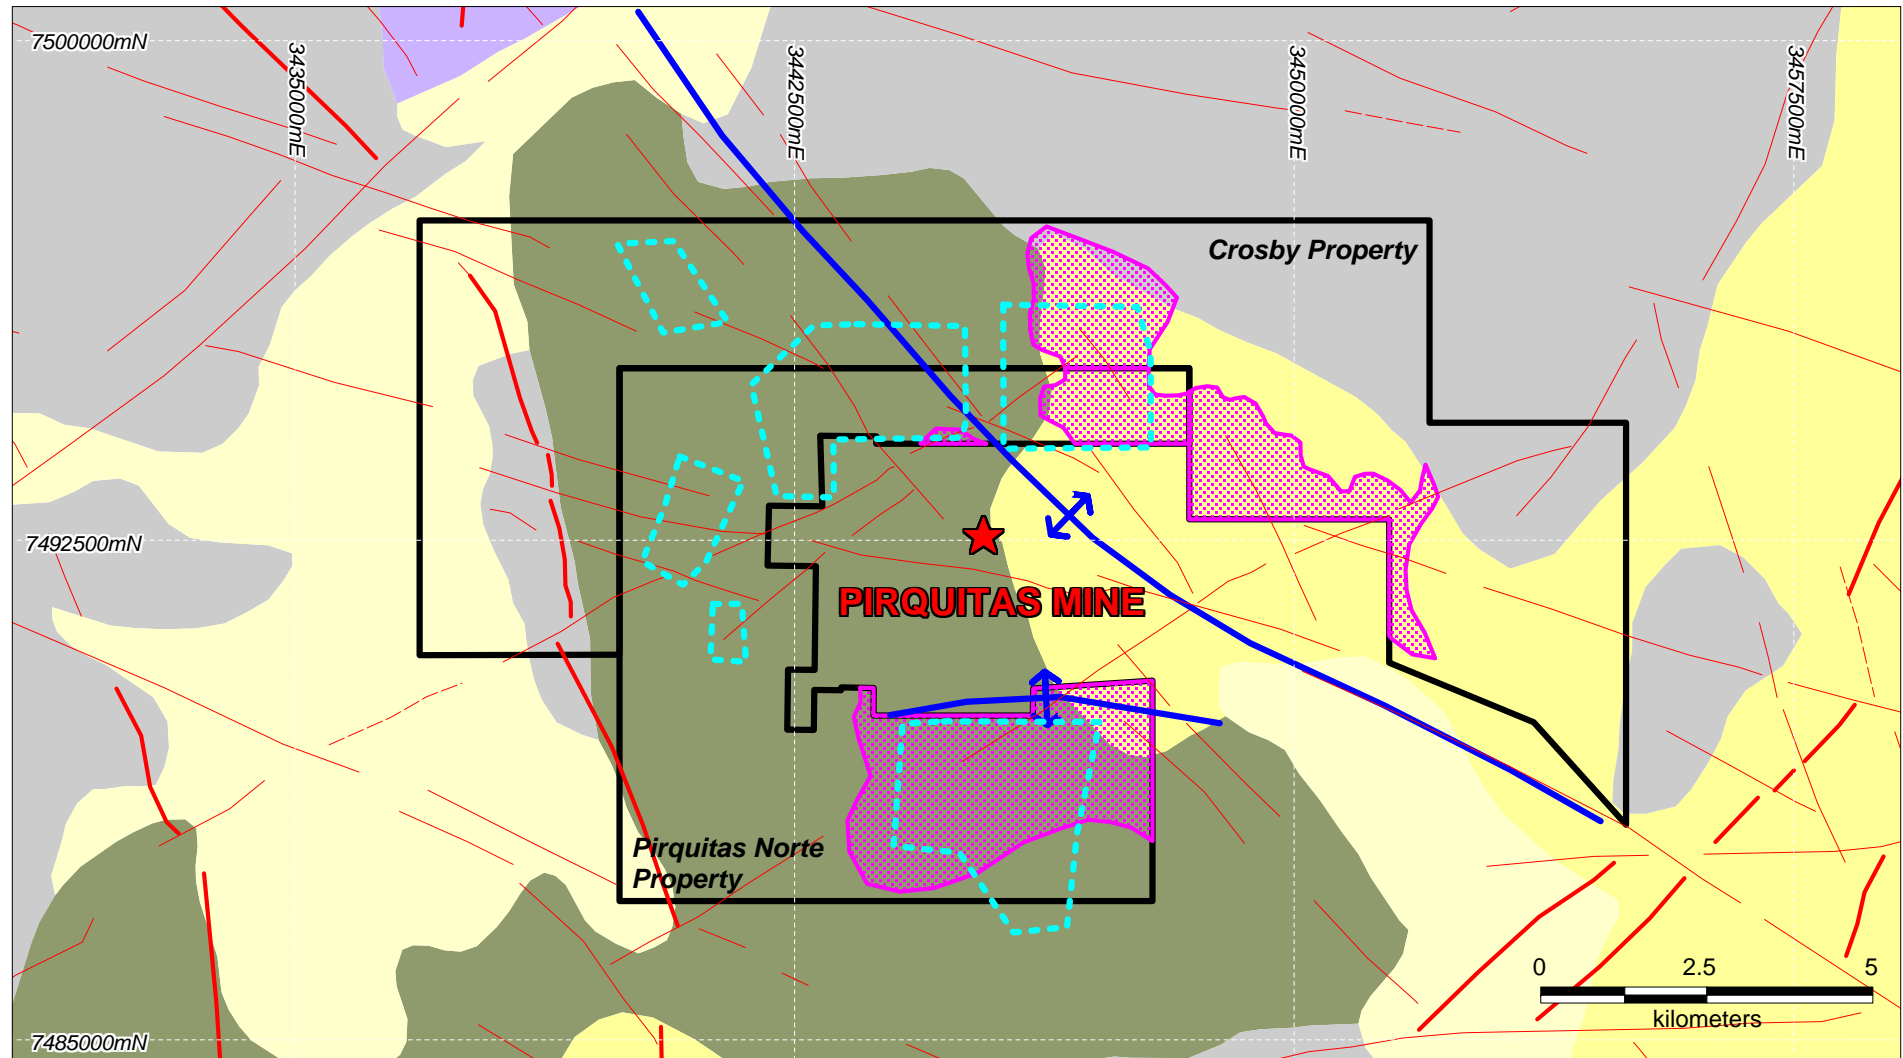 7500000mN
3435000mE
3442500mE
3450000mE
3457500mE
Crosby Property
7492500mN
PIRQUITAS MINE
Pirquitas Norte
Property
0 2.5 5
kilometers
7485000mN